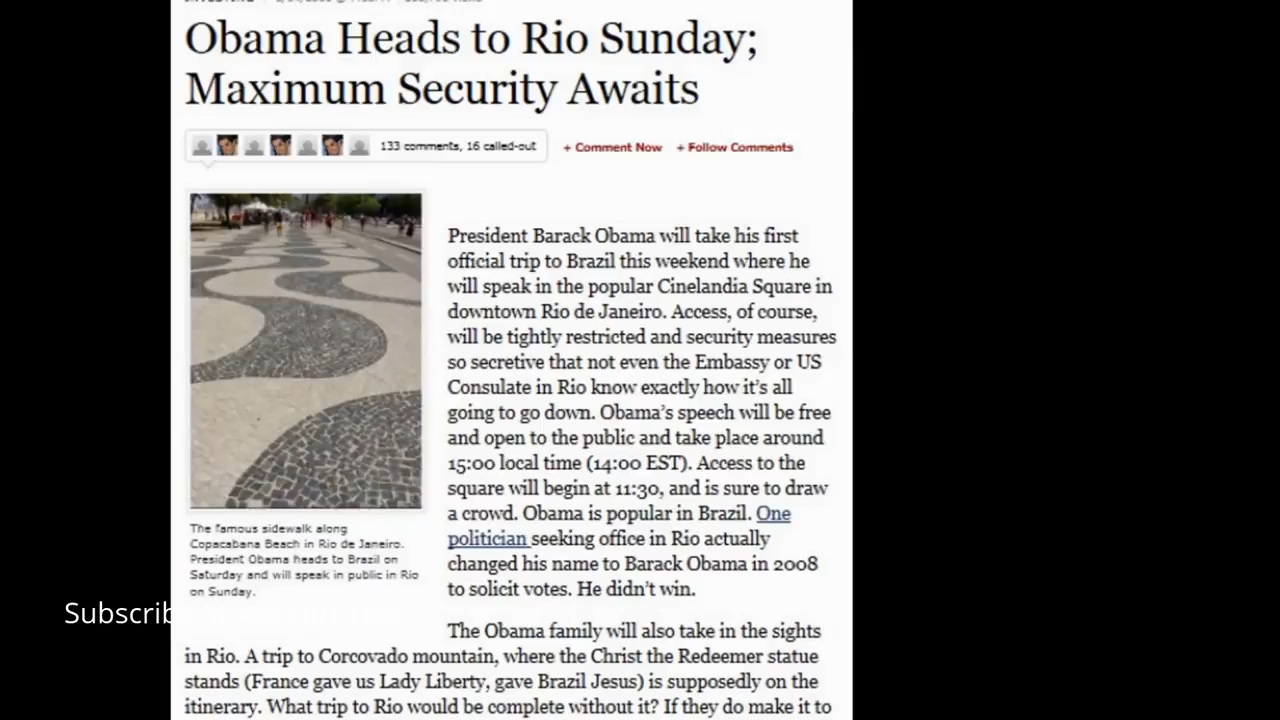 Obama Heads to Rio Sunday;
Maximum Security Awaits
133 comments, 16 called-out
+ Comment Now
+ Follow Comments
President Barack Obama will take his first
official trip to Brazil this weekend where he
will speak in the popular Cinelandia Square in
downtown Rio de Janeiro. Access, of course,
will be tightly restricted and security measures
so secretive that not even the Embassy or US
Consulate in Rio know exactly how it's all
going to go down. Obama's speech will be free
and open to the public and take place around
15:00 local time (14:00 EST). Access to the
square will begin at 11:30, and is sure to draw
a crowd. Obama is popular in Brazil. One
politician seeking office in Rio actually
changed his name to Barack Obama in 2008
to solicit votes. He didn't win.
The famous sidewalk along
Copacabana Beach in Rio de Janeiro.
President Obama heads to Brazil on
Saturday and will speak in public in Rio
on Sunday.
Subscrib
The Obama family will also take in the sights
in Rio. A trip to Corcovado mountain, where the Christ the Redeemer statue
stands (France gave us Lady Liberty, gave Brazil Jesus) is supposedly on the
itinerary. What trip to Rio would be complete without it? If they do make it to